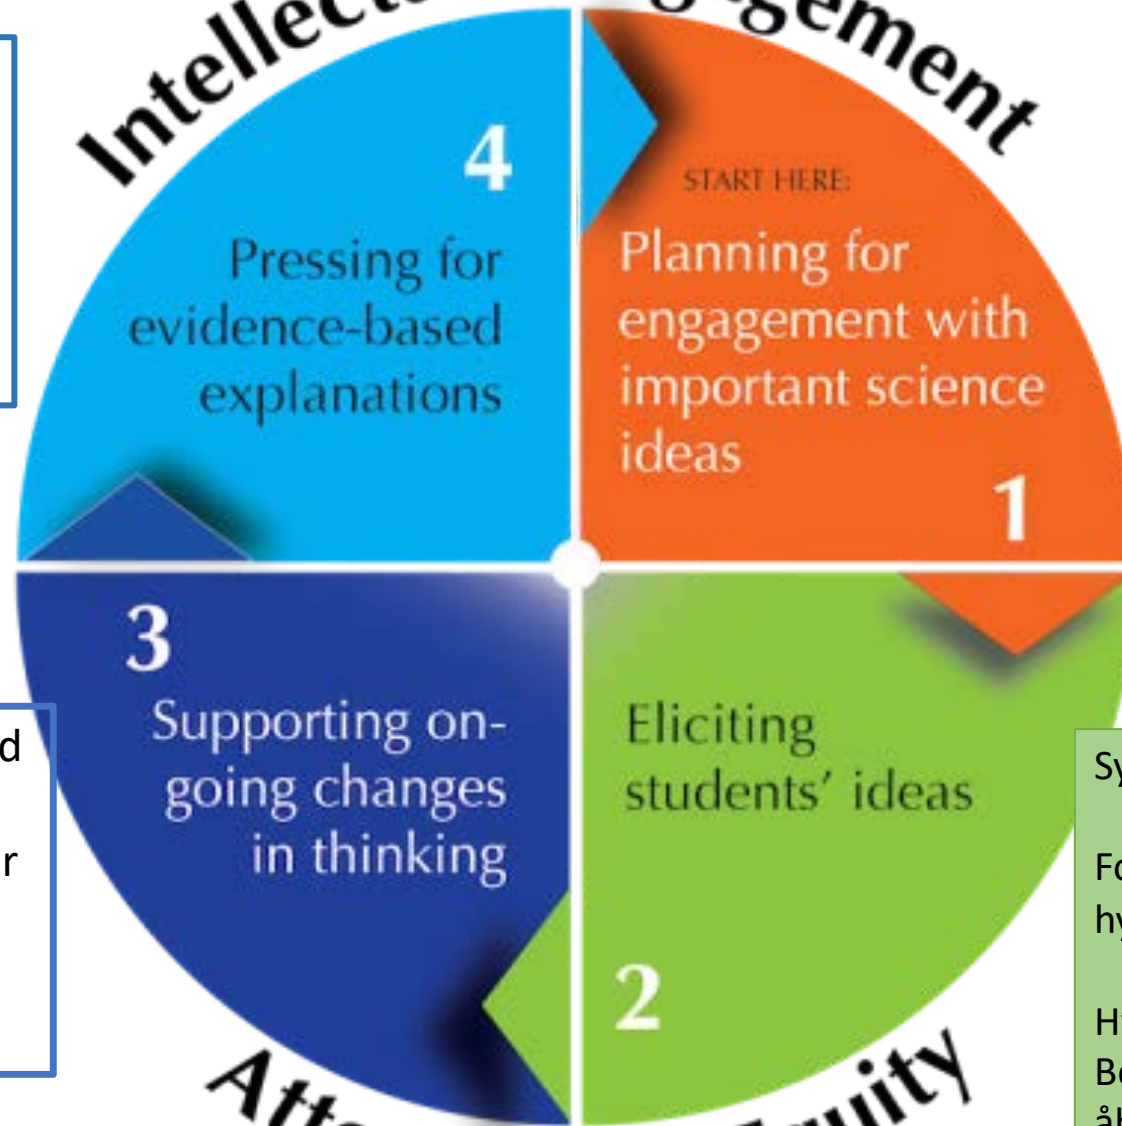 4
Pressing for
evidence-based
explanations
START HERE:
Planning for
engagement with
important science
ideas
1
3
Supporting on-
going changes
in thinking
Eliciting
students’ ideas
2